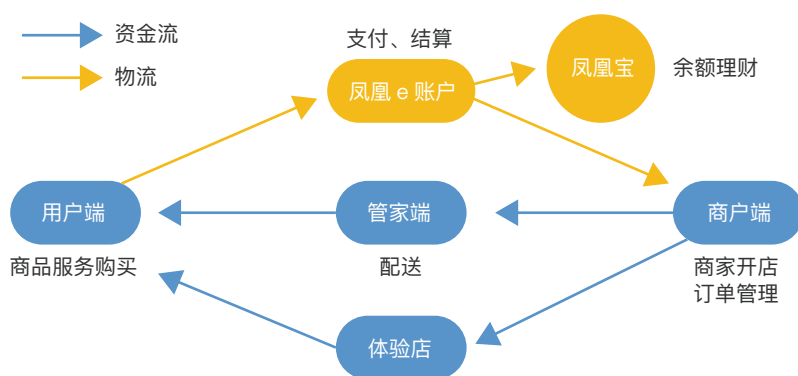 资金流
物流
支付、结算
凤凰 e 账户
凤凰宝
余额理财
用户端
管家端
商户端
商品服务购买
配送
商家开店
订单管理
体验店